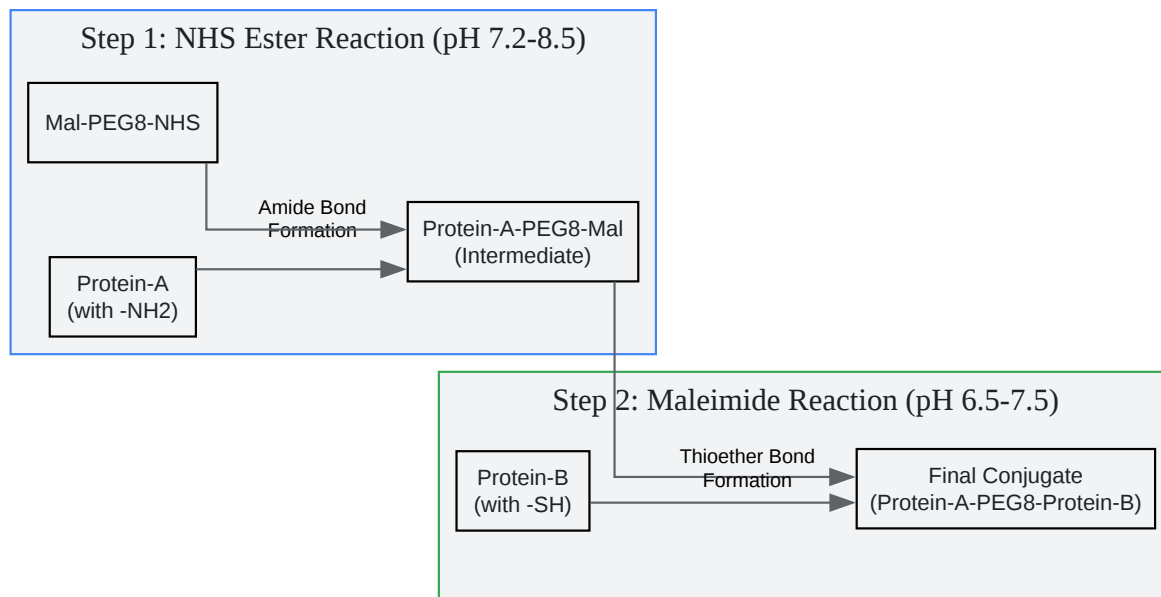 Step 1: NHS Ester Reaction (pH 7.2-8.5)
Mal-PEG8-NHS
Amide Bond
Formation
Protein-A-PEG8-Mal
(Intermediate)
Protein-A
(with -NH2)
Step 2: Maleimide Reaction (pH 6.5-7.5)
Protein-B
(with -SH)
Thioether Bond
Formation
Final Conjugate
(Protein-A-PEG8-Protein-B)